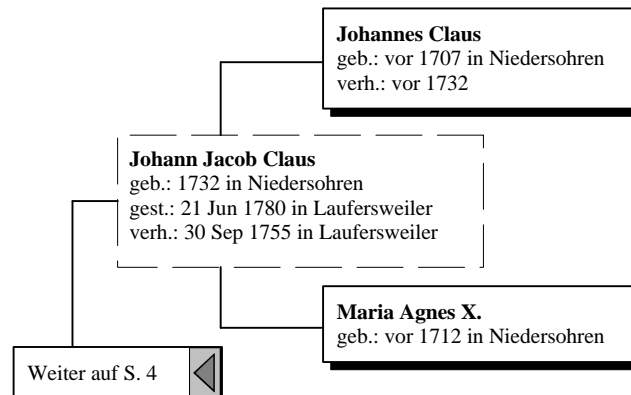 Johannes Claus
geb.: vor 1707 in Niedersohren
verh.: vor 1732
Johann Jacob Claus
geb.: 1732 in Niedersohren
gest.: 21 Jun 1780 in Laufersweiler
verh.: 30 Sep 1755 in Laufersweiler
Maria Agnes X.
geb.: vor 1712 in Niedersohren
Weiter auf S. 4